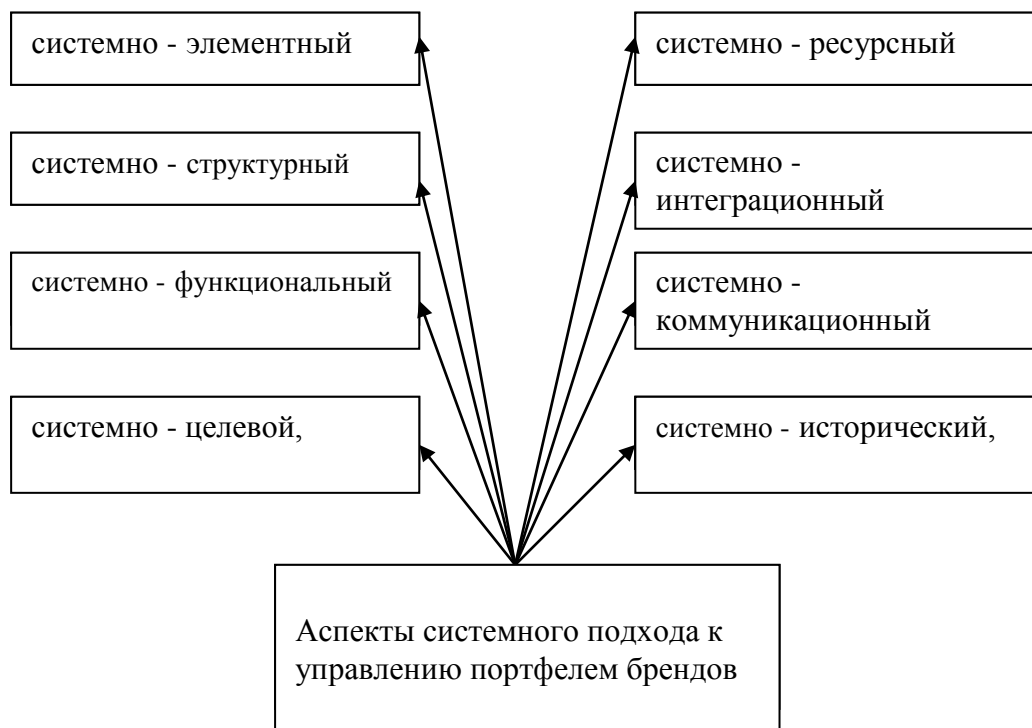 системно - элементный
системно - ресурсный
системно - структурный
системно -
интеграционный
системно - функциональный
системно -
коммуникационный
системно - целевой,
системно - исторический,
Аспекты системного подхода к
управлению портфелем брендов